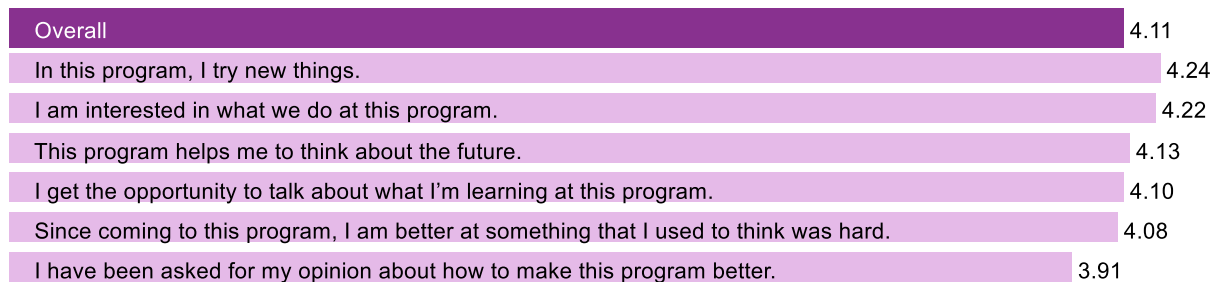 Overall 4.11
In this program, I try new things. 4.24
I am interested in what we do at this program. 4.22
This program helps me to think about the future. 4.13
I get the opportunity to talk about what I’m learning at this program. 4.10
Since coming to this program, I am better at something that I used to think was hard. 4.08
I have been asked for my opinion about how to make this program better. 3.91